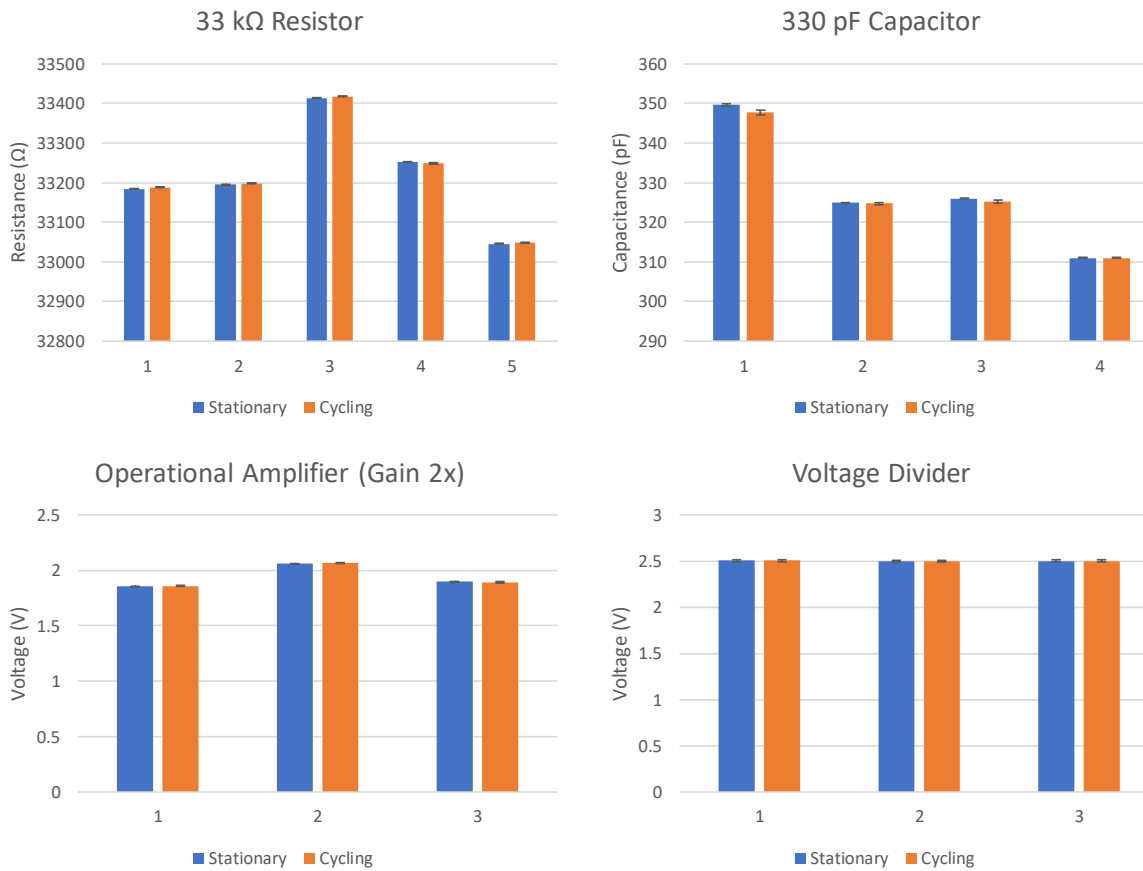 33 kΩ Resistor
Resistance (Ω)
33500
33400
33300
33200
33100
33000
32900
32800
1 2 3 4 5
Stationary Cycling
330 pF Capacitor
Capacitance (pF)
360
350
340
330
320
310
300
290
1 2 3 4
Stationary Cycling
Operational Amplifier (Gain 2x)
Voltage (V)
2.5
2
1.5
1
0.5
0
1 2 3
Stationary Cycling
Voltage Divider
Voltage (V)
3
2.5
2
1.5
1
0.5
0
1 2 3
Stationary Cycling